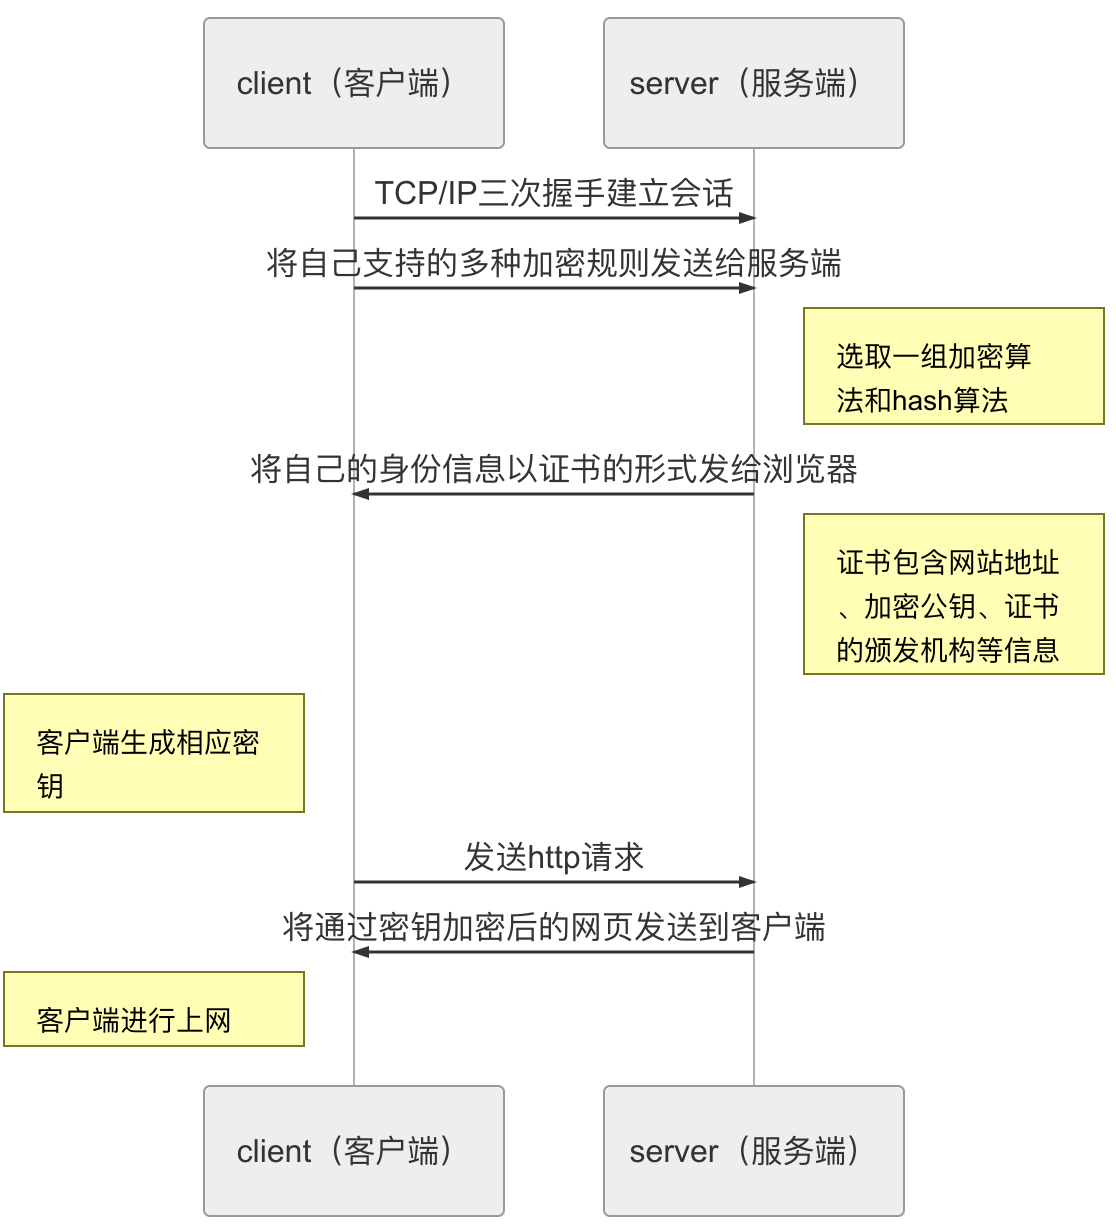 client（客户端）
server（服务端）
TCP/IP三次握手建立会话
将自己支持的多种加密规则发送给服务端
选取一组加密算
法和hash算法
将自己的身份信息以证书的形式发给浏览器
证书包含网站地址
、加密公钥、证书
的颁发机构等信息
客户端生成相应密
钥
发送http请求
将通过密钥加密后的网页发送到客户端
客户端进行上网
client（客户端）
server（服务端）